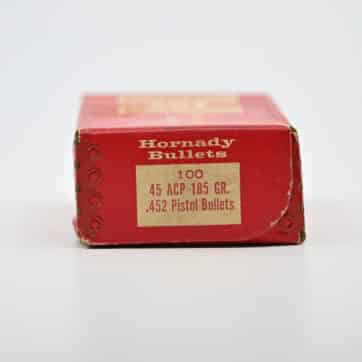 Hornady
Bullets
100
45 ACP 185 GR.
.452 Pistol Bullets